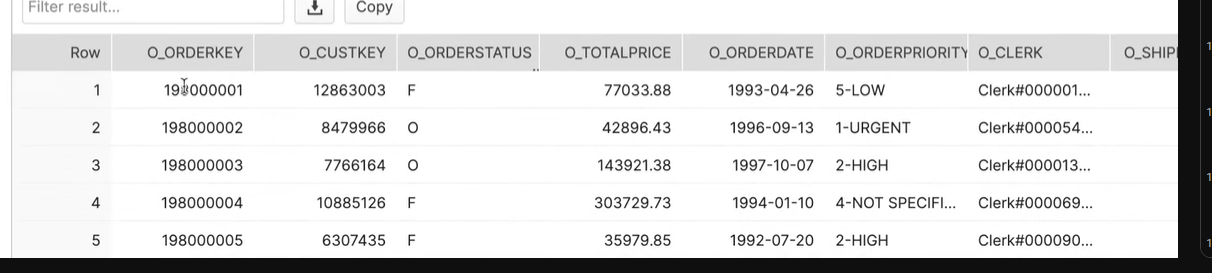 Filter result... Copy
Row O_ORDERKEY O_CUSTKEY O_ORDERSTATUS O_TOTALPRICE O_ORDERDATE O_ORDERPRIORITY O_CLERK O_SHIP
1 198000001 12863003 F 77033.88 1993-04-26 5-LOW Clerk#000001...
2 198000002 8479966 O 42896.43 1996-09-13 1-URGENT Clerk#000054...
3 198000003 7766164 O 143921.38 1997-10-07 2-HIGH Clerk#000013...
4 198000004 10885126 F 303729.73 1994-01-10 4-NOT SPECIFI... Clerk#000069...
5 198000005 6307435 F 35979.85 1992-07-20 2-HIGH Clerk#000090...